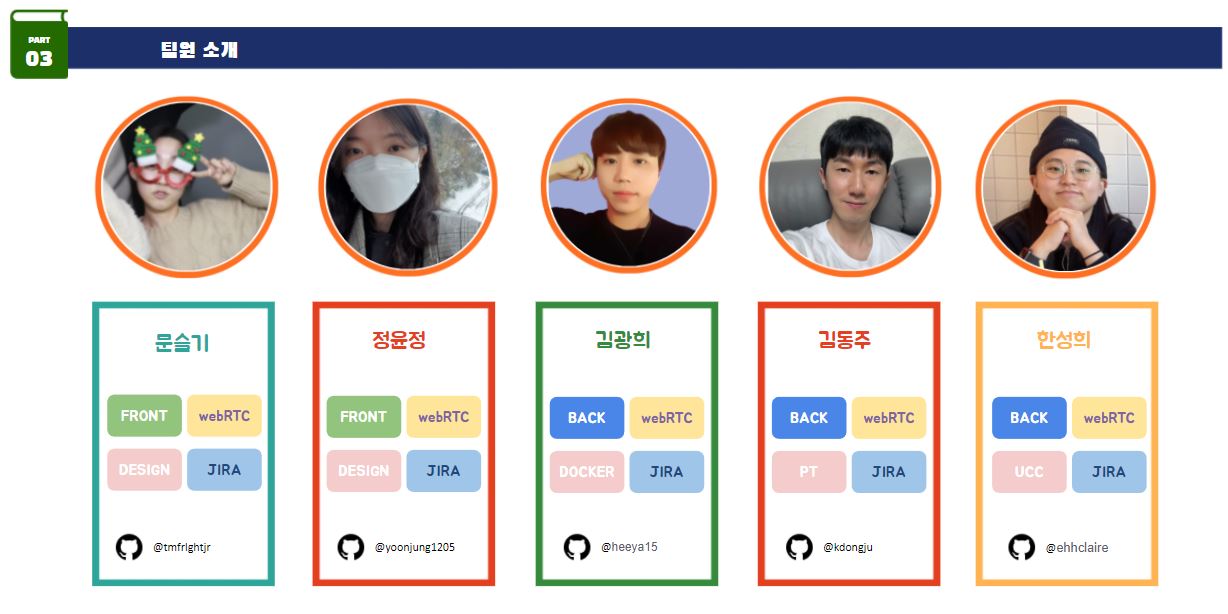 PART
03
팀원 소개
문슬기
FRONT
webRTC
DESIGN
JIRA
@tmfrlghtjr
정윤정
FRONT
webRTC
DESIGN
JIRA
@yoonjung1205
김광희
BACK
webRTC
DOCKER
JIRA
@heeya15
김동주
BACK
webRTC
PT
JIRA
@kdongju
한성희
BACK
webRTC
UCC
JIRA
@ehhclaire